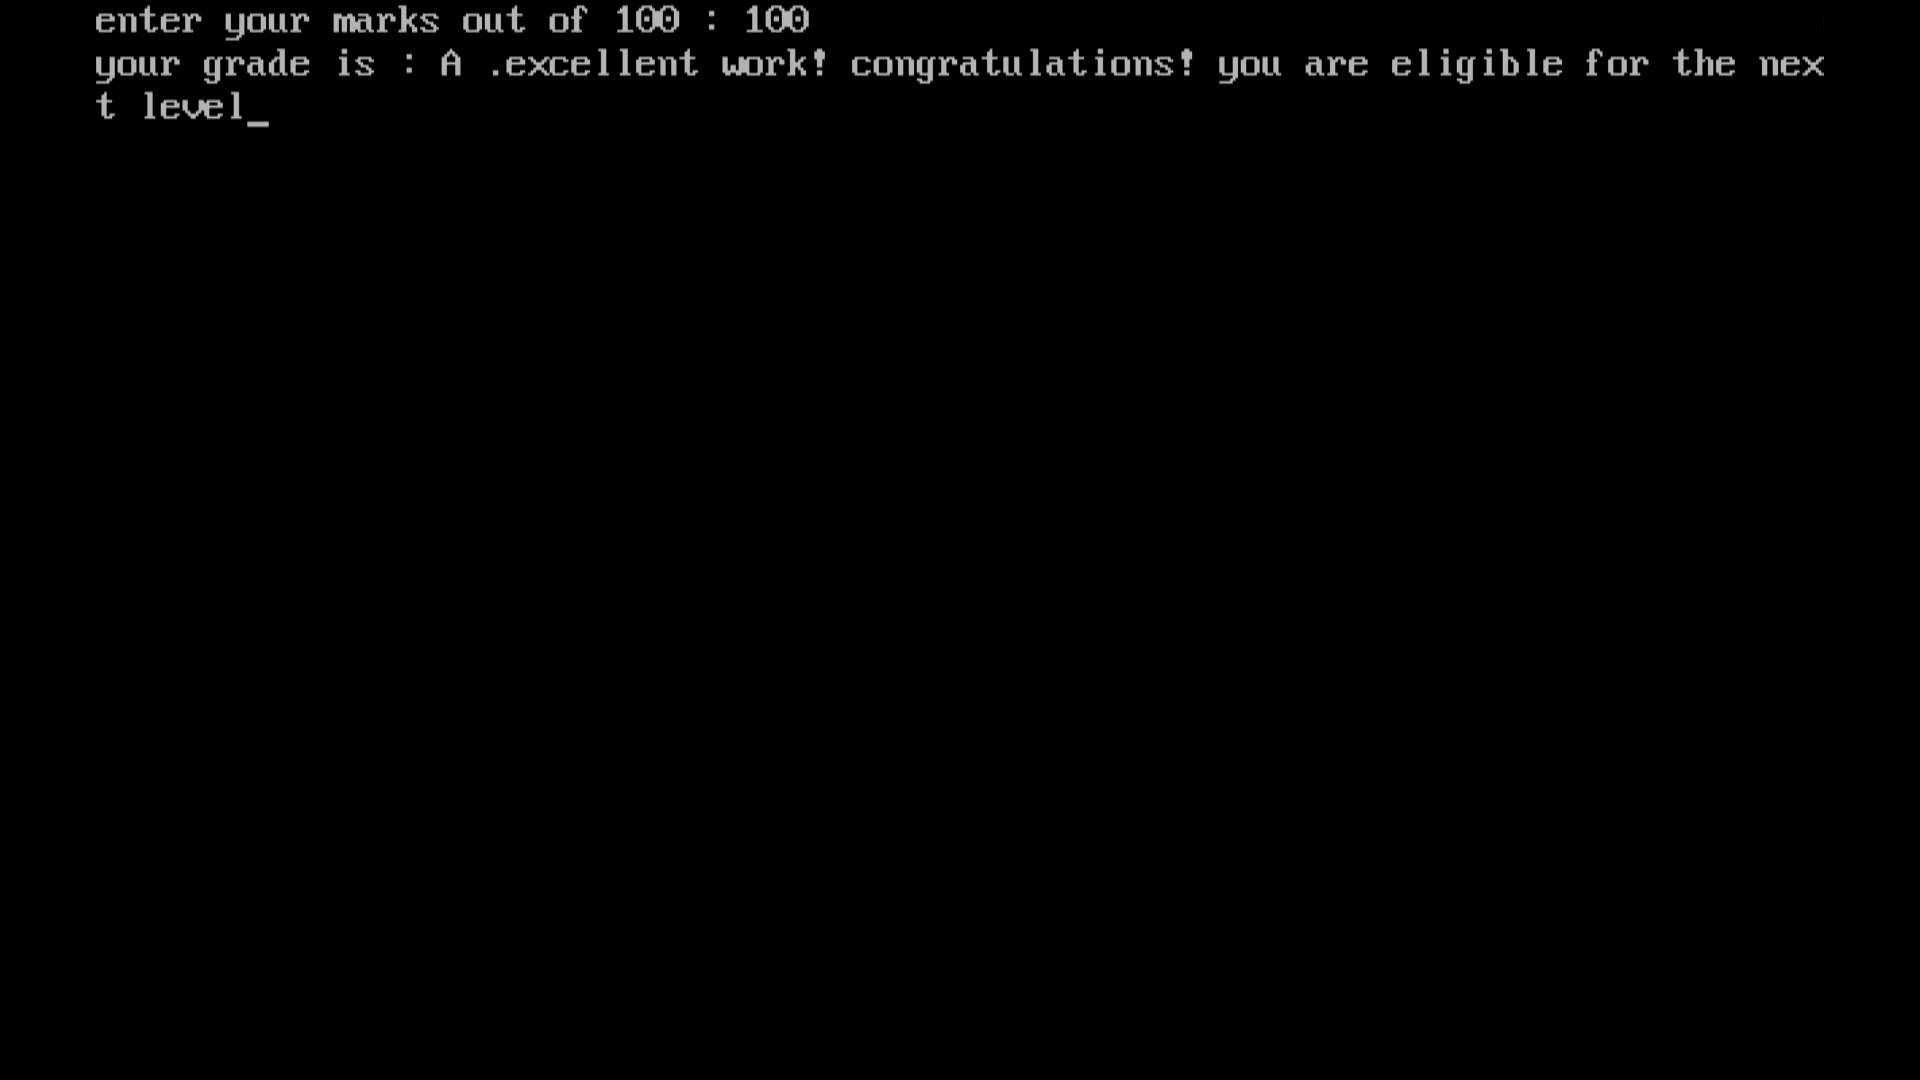 enter your marks out of 100 : 100
your grade is : A .excellent work! congratulations! you are eligible for the nex
t level_